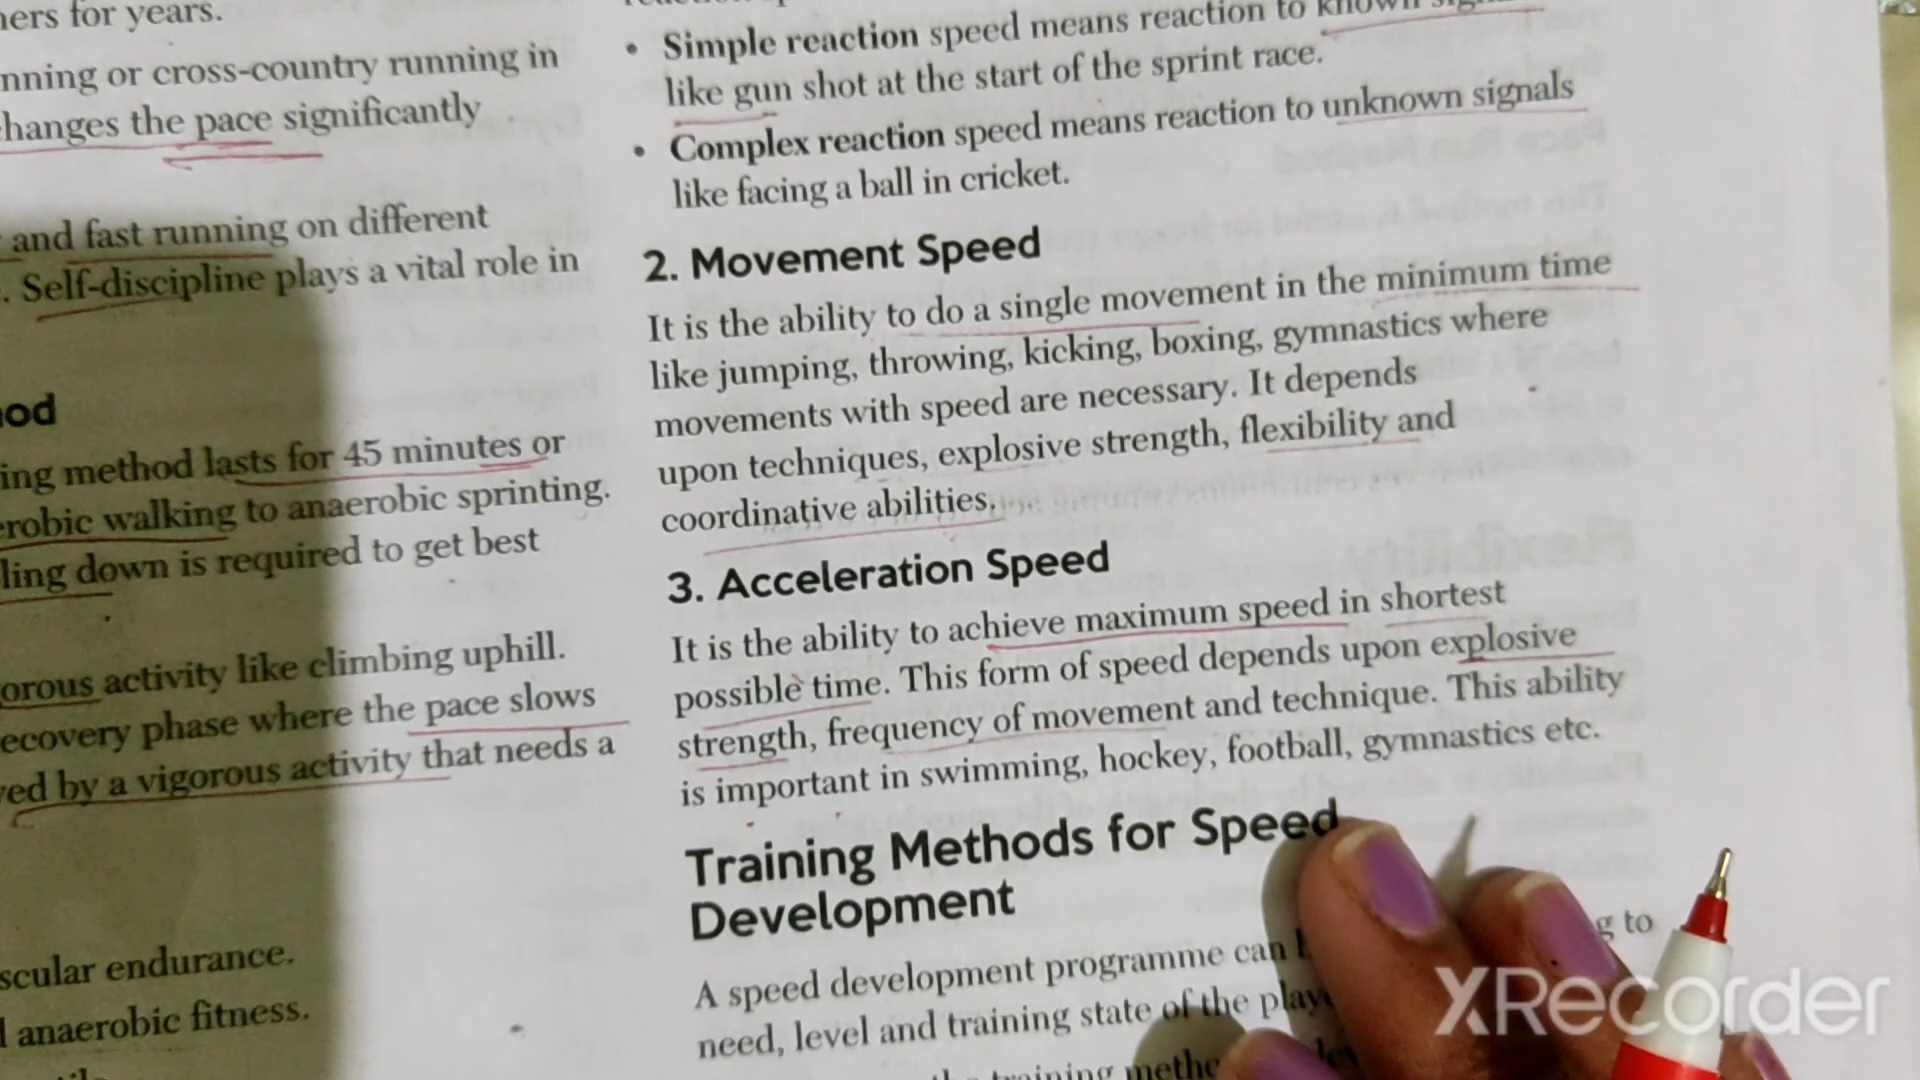 ners for years.
nning or cross-country running in
hanges the pace significantly
and fast running on different
. Self-discipline plays a vital role in
od
ing method lasts for 45 minutes or
erobic walking to anaerobic sprinting.
ling down is required to get best
orous activity like climbing uphill.
ecovery phase where the pace slows
ed by a vigorous activity that needs a
scular endurance.
anaerobic fitness.
• Simple reaction speed means reaction to known
like gun shot at the start of the sprint race.
• Complex reaction speed means reaction to unknown signals
like facing a ball in cricket.
2. Movement Speed
It is the ability to do a single movement in the minimum time
like jumping, throwing, kicking, boxing, gymnastics where
movements with speed are necessary. It depends
upon techniques, explosive strength, flexibility and
coordinative abilities.
3. Acceleration Speed
It is the ability to achieve maximum speed in shortest
possible time. This form of speed depends upon explosive
strength, frequency of movement and technique. This ability
is important in swimming, hockey, football, gymnastics etc.
Training Methods for Speed
Development
A speed development programme can g to
need, level and training state of the
training
XRecorder